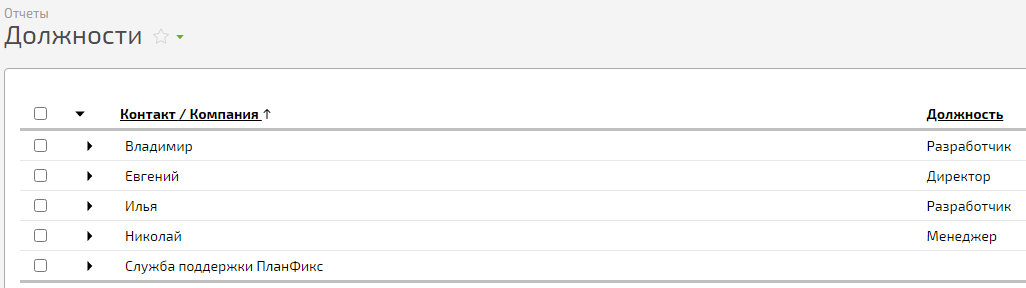 Отчеты
Должности
Контакт / Компания ↑ Должность
Владимир Разработчик
Евгений Директор
Илья Разработчик
Николай Менеджер
Служба поддержки ПланФикс